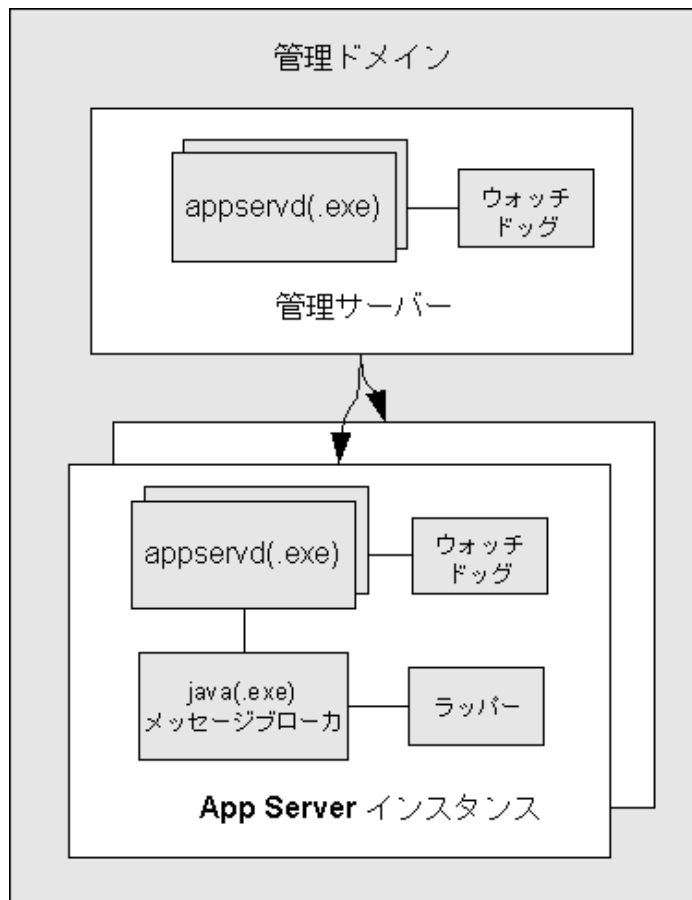 管理ドメイン
appservd(.exe)
ウォッチ
ドッグ
管理サーバー
appservd(.exe)
ウォッチ
ドッグ
java(.exe)
メッセージブローカ
ラッパー
App Server インスタンス